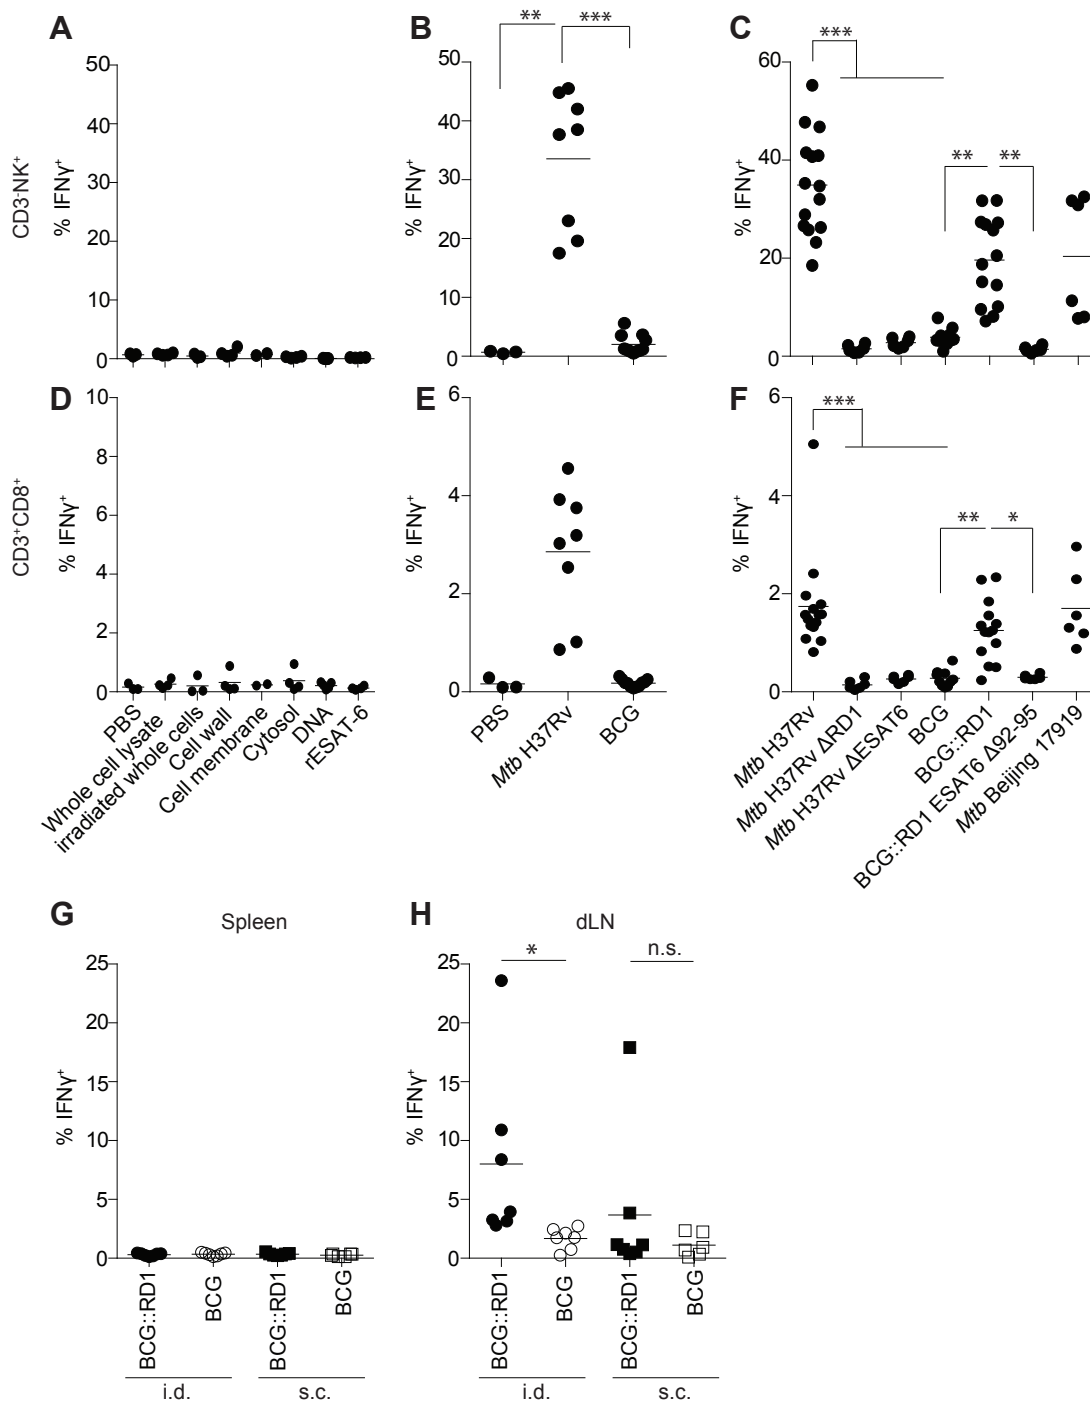 A
B
C
**
***
***
**
**
CD3-NK+
% IFNγ+
50
40
30
20
10
0
% IFNγ+
50
40
30
20
10
0
% IFNγ+
60
40
20
0
D
E
F
***
**
*
CD3+CD8+
% IFNγ+
10
8
6
4
2
0
% IFNγ+
6
4
2
0
% IFNγ+
6
4
2
0
PBS
Whole cell lysate
irradiated whole cells
Cell wall
Cell membrane
Cytosol
DNA
rESAT-6
PBS
Mtb H37Rv
BCG
Mtb H37Rv
Mtb H37Rv ΔRD1
Mtb H37Rv ΔESAT6
BCG
BCG::RD1
BCG::RD1 ESAT6 Δ92-95
Mtb Beijing 17919
G
Spleen
H
dLN
*
n.s.
% IFNγ+
25
20
15
10
5
0
% IFNγ+
25
20
15
10
5
0
BCG::RD1
BCG
BCG::RD1
BCG
BCG::RD1
BCG
BCG::RD1
BCG
i.d.
s.c.
i.d.
s.c.